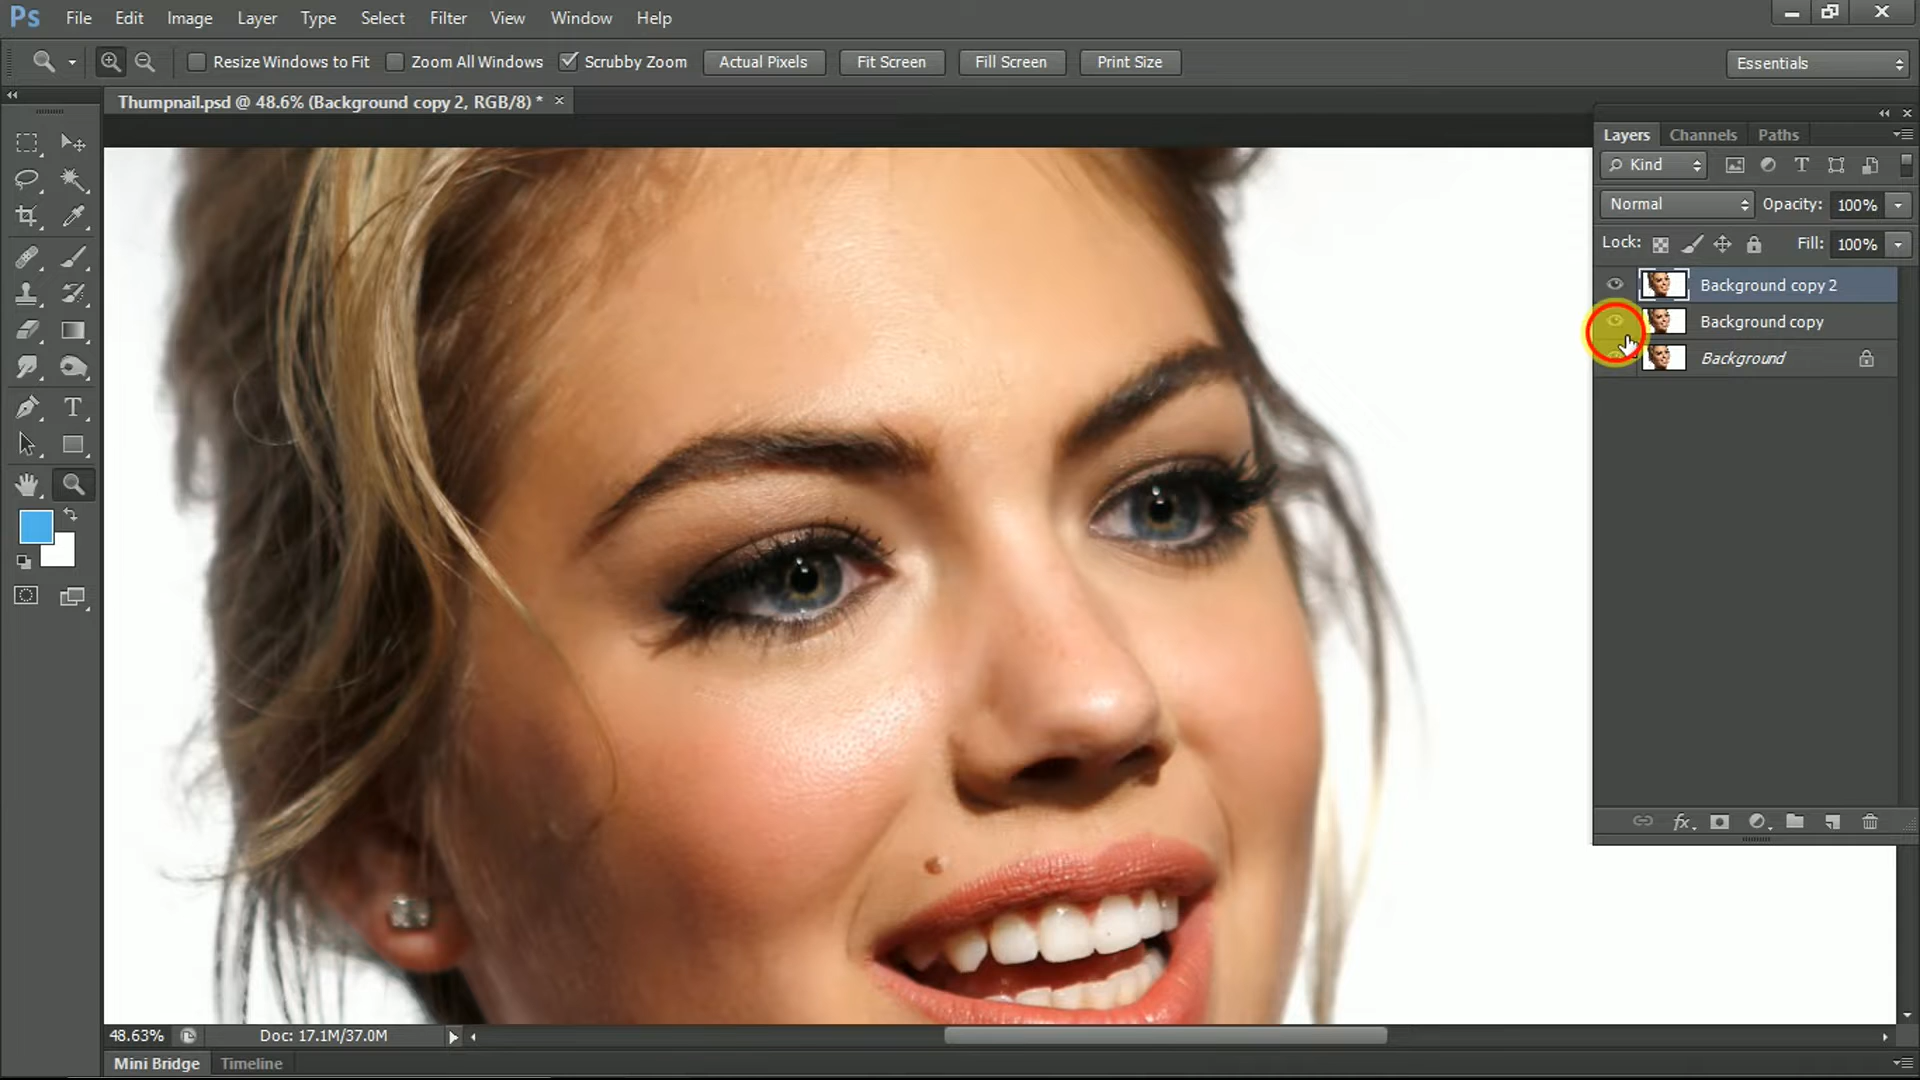 Ps File Edit Image Layer Type Select Filter View Window Help
Resize Windows to Fit Zoom All Windows Scrubby Zoom Actual Pixels Fit Screen Fill Screen Print Size Essentials
Thumpnail.psd @ 48.6% (Background copy 2, RGB/8) *
Layers Channels Paths
Kind
Normal Opacity: 100%
Lock: Fill: 100%
Background copy 2
Background copy
Background
48.63% Doc: 17.1M/37.0M
Mini Bridge Timeline